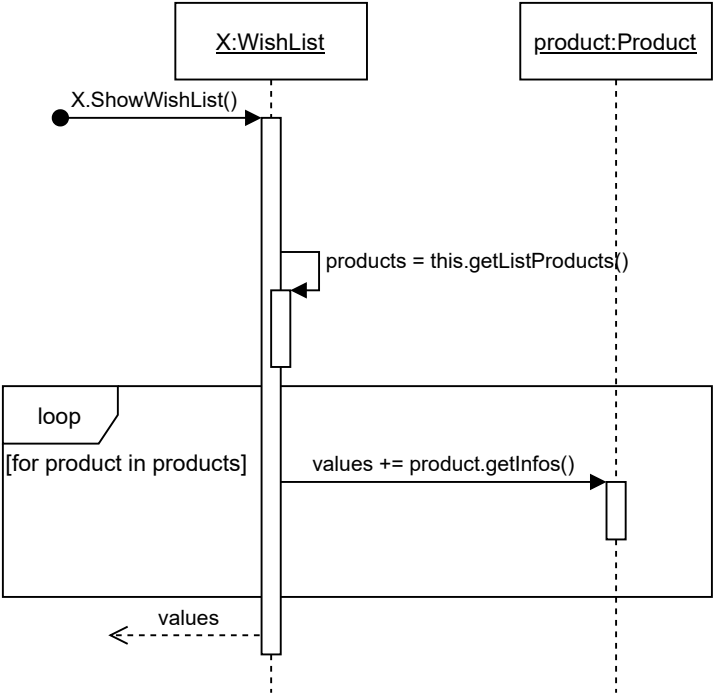 X:WishList
product:Product
X.ShowWishList()
products = this.getListProducts()
loop
[for product in products]
values += product.getInfos()
values